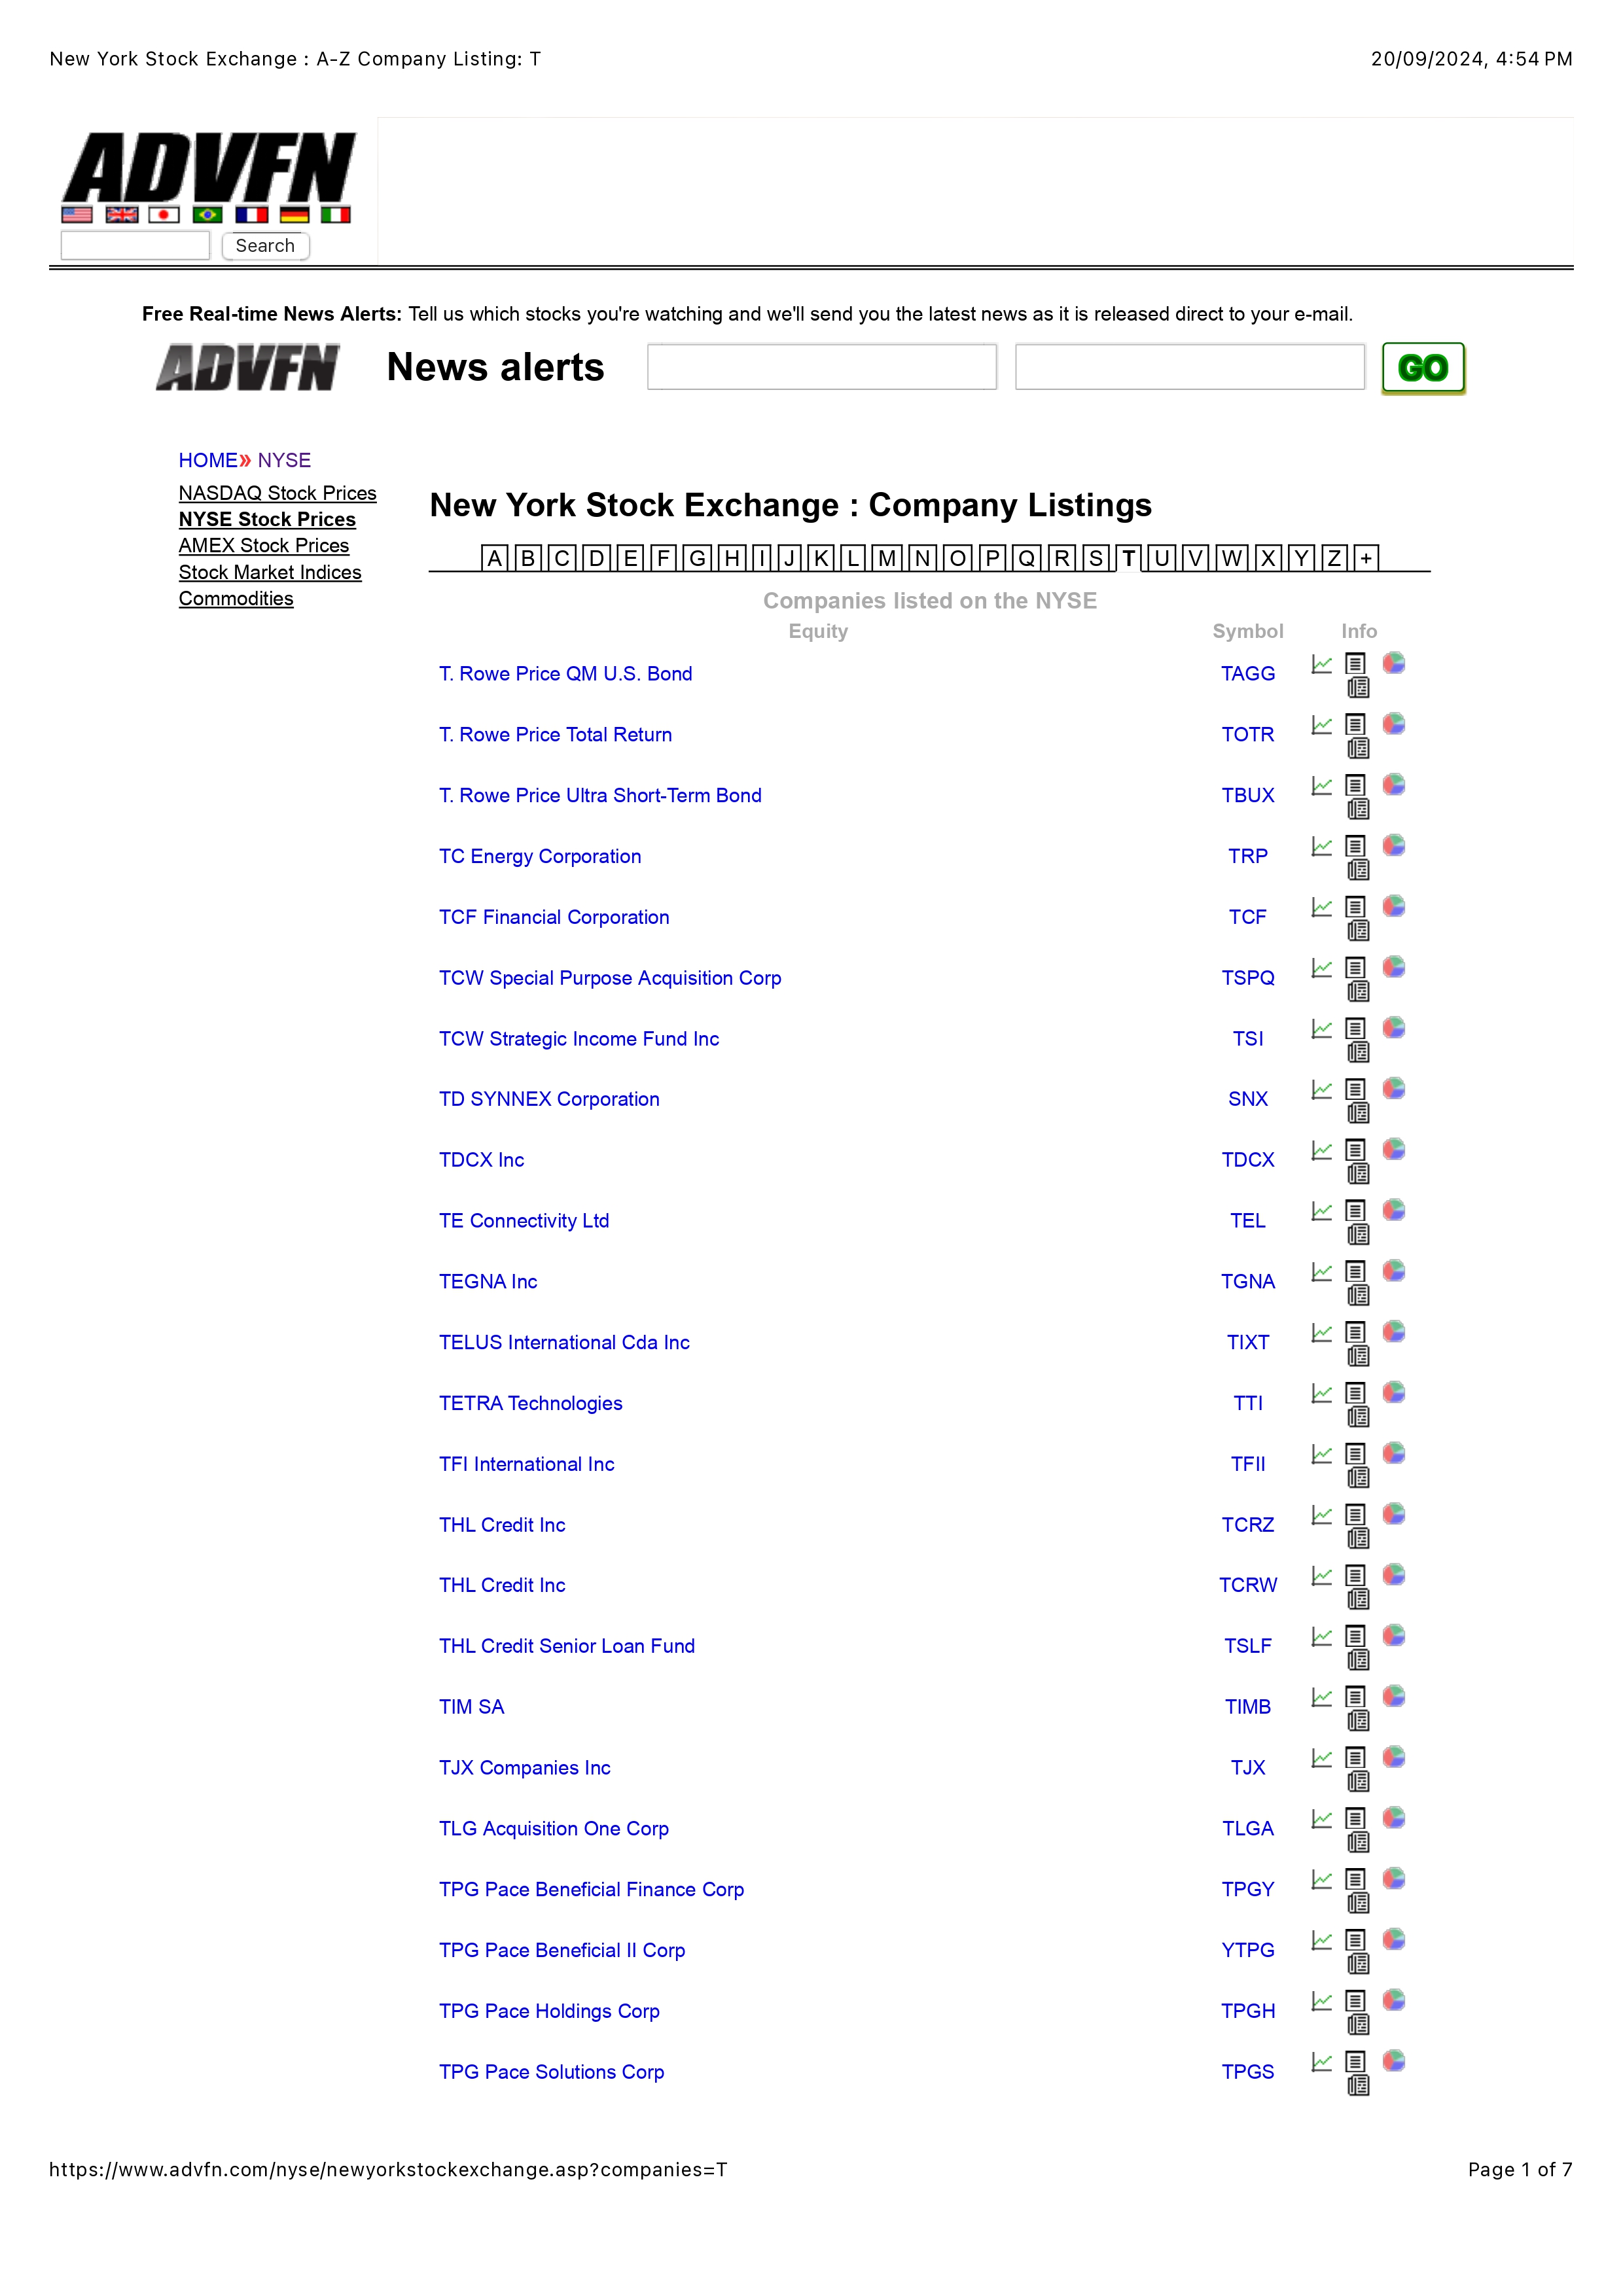 New York Stock Exchange : A-Z Company Listing: T 20/09/2024, 4:54 PM
ADVFN
Search
Free Real-time News Alerts: Tell us which stocks you're watching and we'll send you the latest news as it is released direct to your e-mail.
ADVFN News alerts GO
HOME» NYSE
NASDAQ Stock Prices
NYSE Stock Prices
AMEX Stock Prices
Stock Market Indices
Commodities
New York Stock Exchange : Company Listings
A B C D E F G H I J K L M N O P Q R S T U V W X Y Z +
Companies listed on the NYSE
Equity Symbol Info
T. Rowe Price QM U.S. Bond TAGG
T. Rowe Price Total Return TOTR
T. Rowe Price Ultra Short-Term Bond TBUX
TC Energy Corporation TRP
TCF Financial Corporation TCF
TCW Special Purpose Acquisition Corp TSPQ
TCW Strategic Income Fund Inc TSI
TD SYNNEX Corporation SNX
TDCX Inc TDCX
TE Connectivity Ltd TEL
TEGNA Inc TGNA
TELUS International Cda Inc TIXT
TETRA Technologies TTI
TFI International Inc TFII
THL Credit Inc TCRZ
THL Credit Inc TCRW
THL Credit Senior Loan Fund TSLF
TIM SA TIMB
TJX Companies Inc TJX
TLG Acquisition One Corp TLGA
TPG Pace Beneficial Finance Corp TPGY
TPG Pace Beneficial II Corp YTPG
TPG Pace Holdings Corp TPGH
TPG Pace Solutions Corp TPGS
https://www.advfn.com/nyse/newyorkstockexchange.asp?companies=T Page 1 of 7